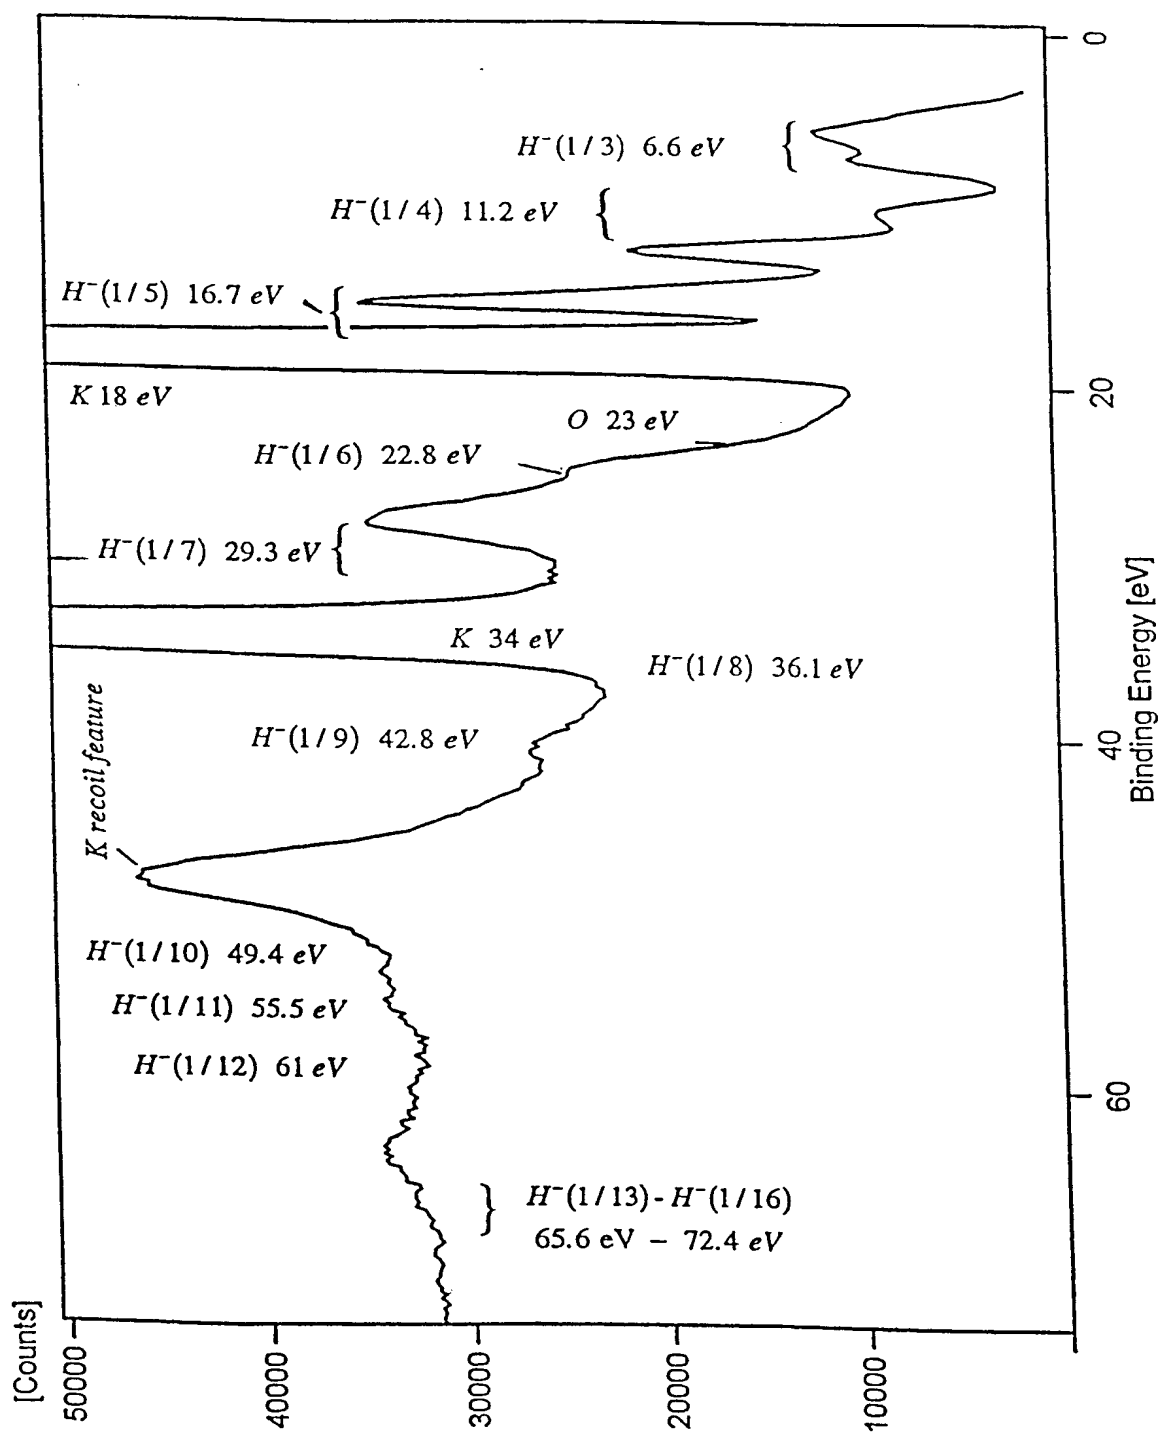 0
H⁻(1/3) 6.6 eV
H⁻(1/4) 11.2 eV
H⁻(1/5) 16.7 eV
K 18 eV
20
O 23 eV
H⁻(1/6) 22.8 eV
H⁻(1/7) 29.3 eV
K 34 eV
H⁻(1/8) 36.1 eV
K recoil feature
H⁻(1/9) 42.8 eV
40
Binding Energy [eV]
H⁻(1/10) 49.4 eV
H⁻(1/11) 55.5 eV
H⁻(1/12) 61 eV
60
H⁻(1/13) - H⁻(1/16)
65.6 eV – 72.4 eV
[Counts]
50000
40000
30000
20000
10000